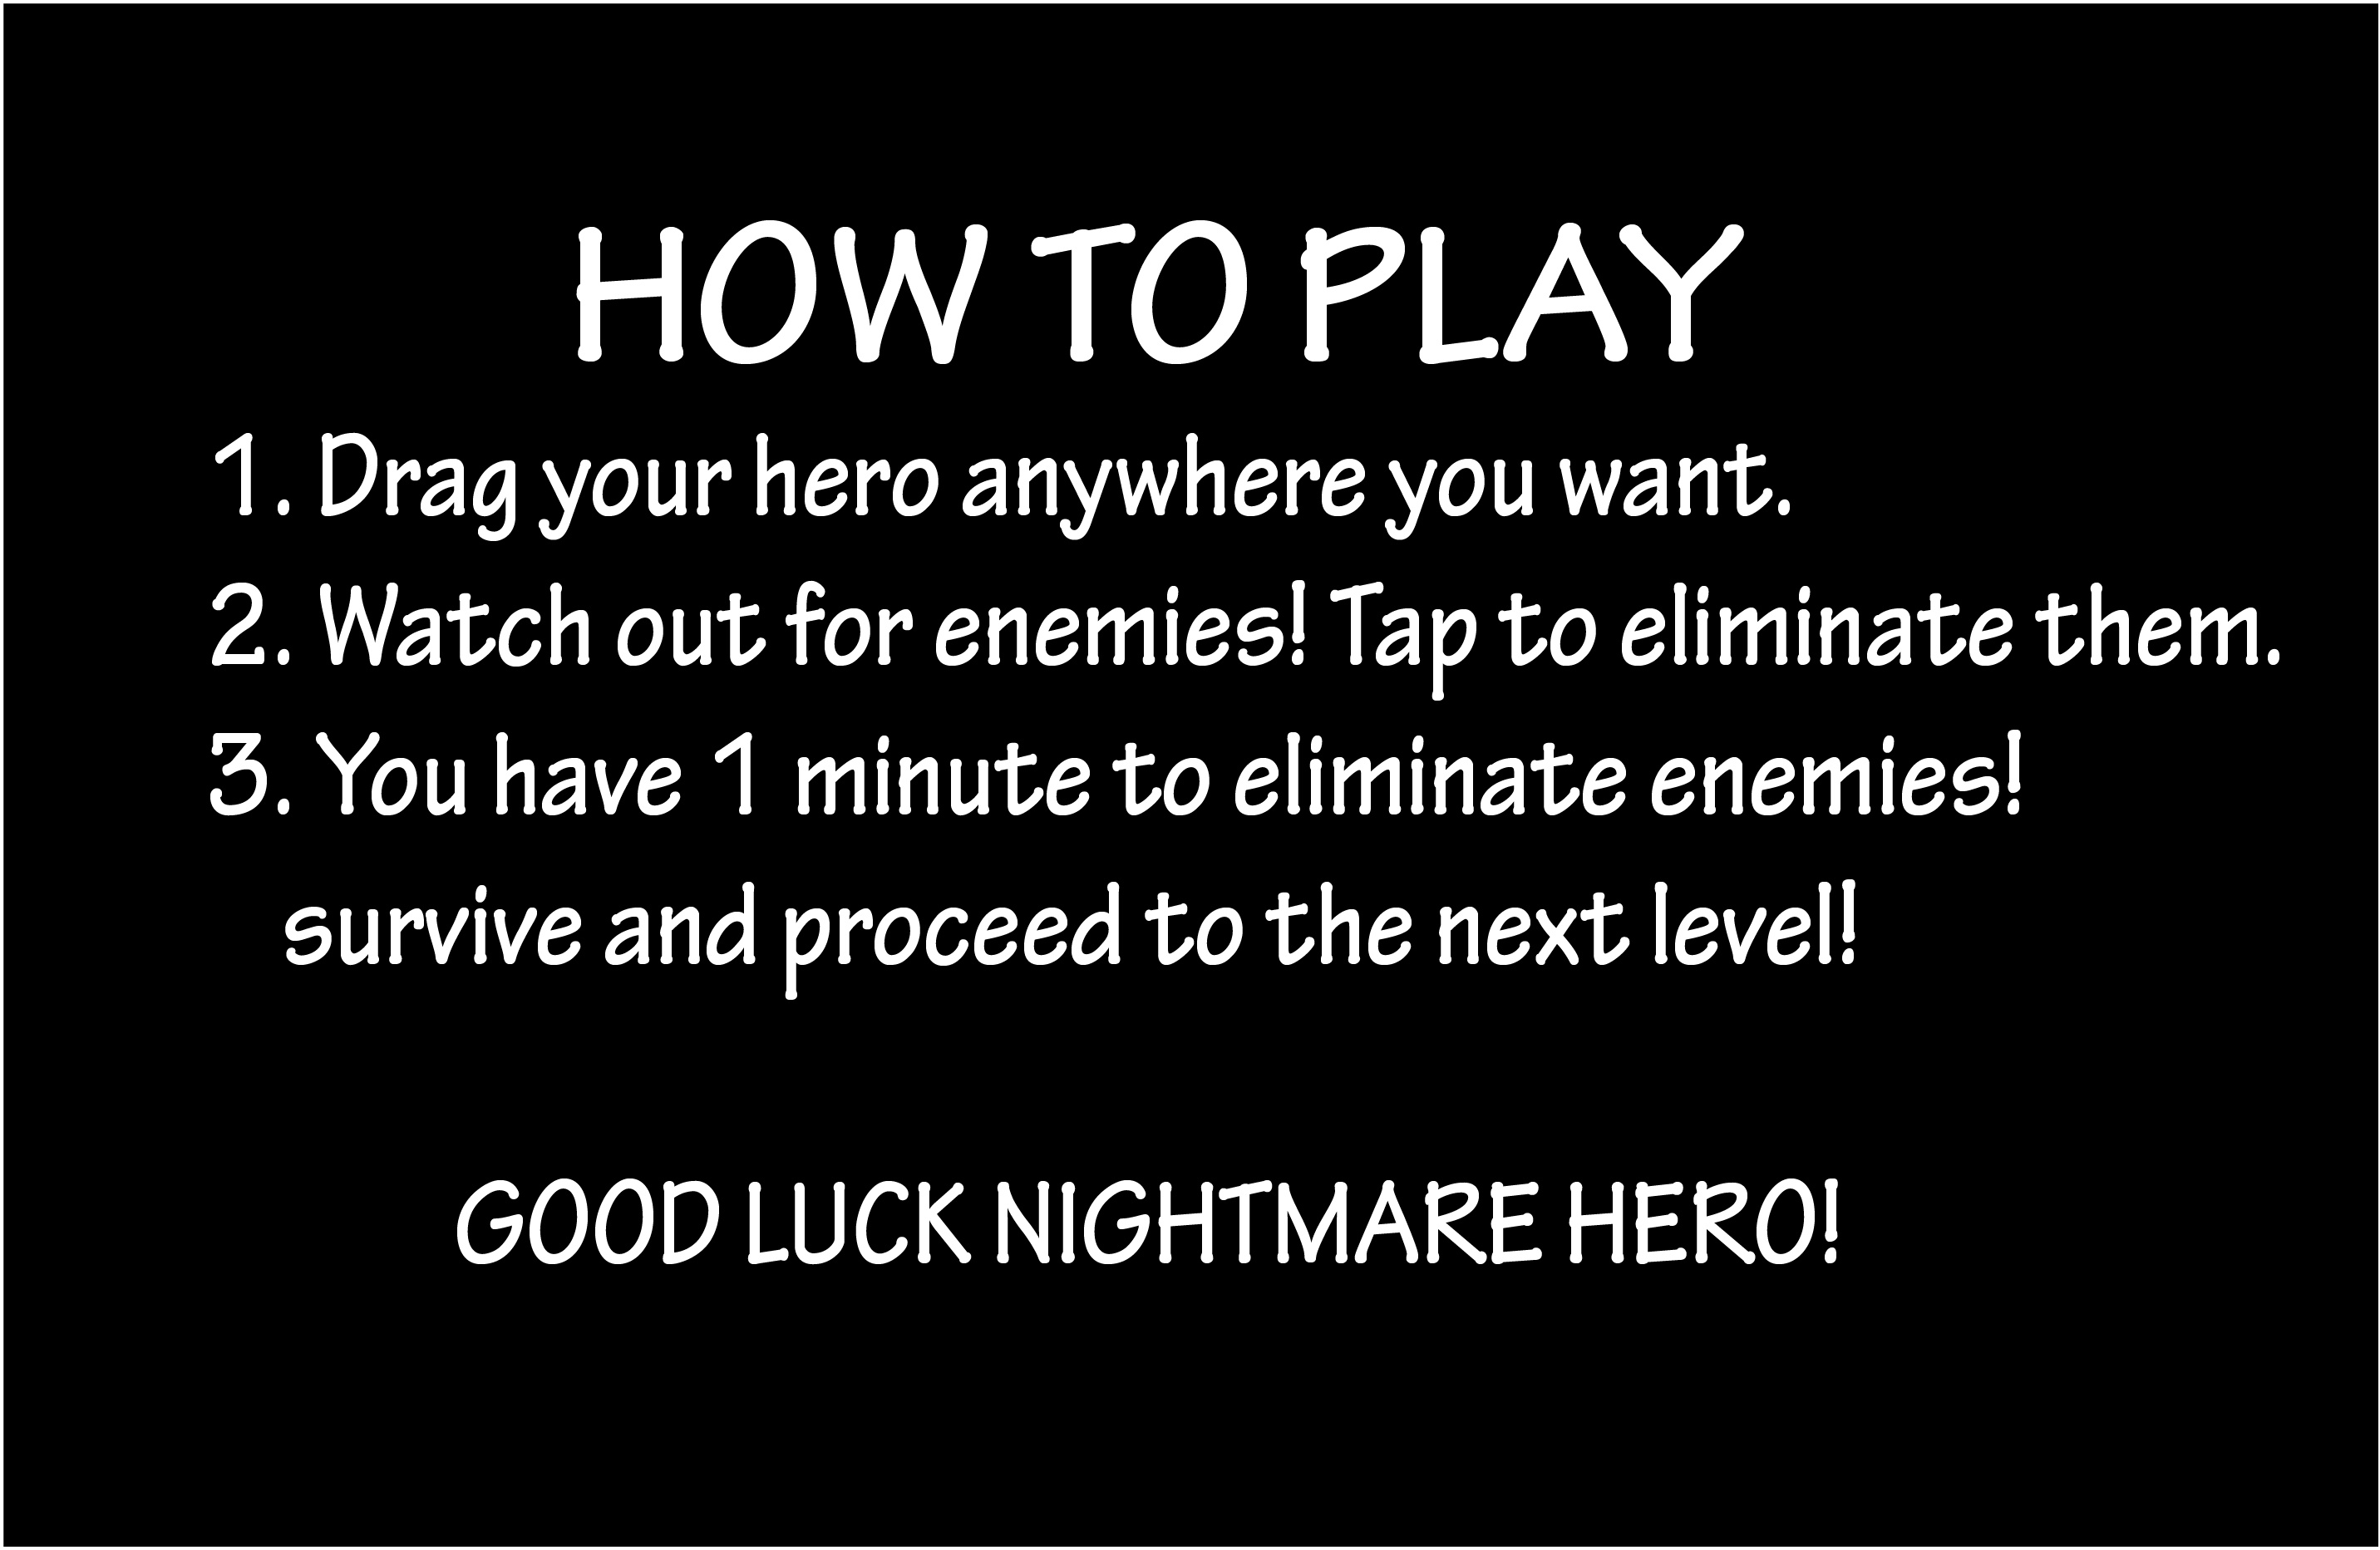 HOW TO PLAY
1. Drag your hero anywhere you want.
2. Watch out for enemies! Tap to eliminate them.
3. You have 1 minute to eliminate enemies!
survive and proceed to the next level!
GOOD LUCK NIGHTMARE HERO!